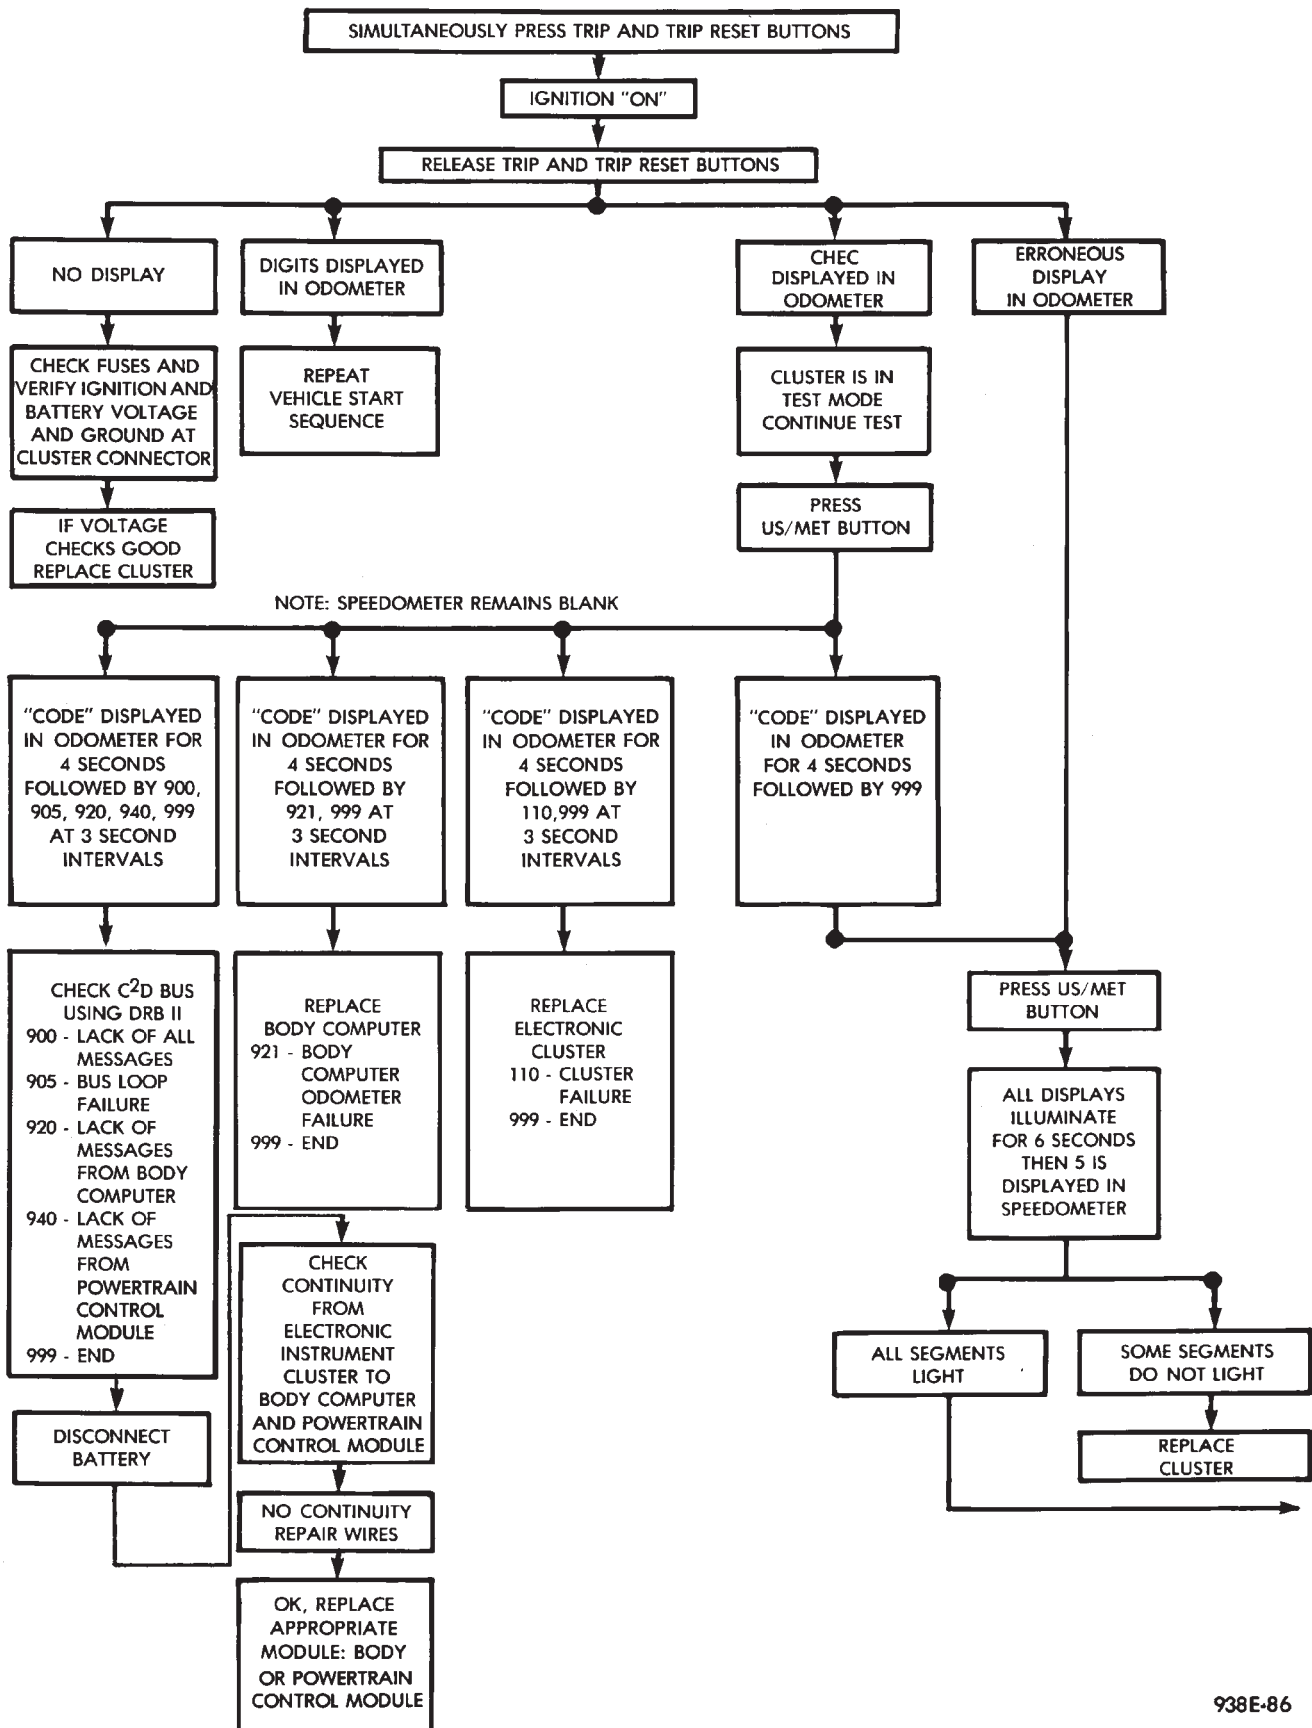 SIMULTANEOUSLY PRESS TRIP AND TRIP RESET BUTTONS
IGNITION "ON"
RELEASE TRIP AND TRIP RESET BUTTONS
NO DISPLAY
DIGITS DISPLAYED
IN ODOMETER
CHEC
DISPLAYED IN
ODOMETER
ERRONEOUS
DISPLAY
IN ODOMETER
CHECK FUSES AND
VERIFY IGNITION AND
BATTERY VOLTAGE
AND GROUND AT
CLUSTER CONNECTOR
REPEAT
VEHICLE START
SEQUENCE
CLUSTER IS IN
TEST MODE
CONTINUE TEST
IF VOLTAGE
CHECKS GOOD
REPLACE CLUSTER
PRESS
US/MET BUTTON
NOTE: SPEEDOMETER REMAINS BLANK
"CODE" DISPLAYED
IN ODOMETER FOR
4 SECONDS
FOLLOWED BY 900,
905, 920, 940, 999
AT 3 SECOND
INTERVALS
"CODE" DISPLAYED
IN ODOMETER FOR
4 SECONDS
FOLLOWED BY
921, 999 AT
3 SECOND
INTERVALS
"CODE" DISPLAYED
IN ODOMETER FOR
4 SECONDS
FOLLOWED BY
110,999 AT
3 SECOND
INTERVALS
"CODE" DISPLAYED
IN ODOMETER
FOR 4 SECONDS
FOLLOWED BY 999
CHECK C²D BUS
USING DRB II
900 - LACK OF ALL
MESSAGES
905 - BUS LOOP
FAILURE
920 - LACK OF
MESSAGES
FROM BODY
COMPUTER
940 - LACK OF
MESSAGES
FROM
POWERTRAIN
CONTROL
MODULE
999 - END
REPLACE
BODY COMPUTER
921 - BODY
COMPUTER
ODOMETER
FAILURE
999 - END
REPLACE
ELECTRONIC
CLUSTER
110 - CLUSTER
FAILURE
999 - END
PRESS US/MET
BUTTON
ALL DISPLAYS
ILLUMINATE
FOR 6 SECONDS
THEN 5 IS
DISPLAYED IN
SPEEDOMETER
CHECK
CONTINUITY
FROM
ELECTRONIC
INSTRUMENT
CLUSTER TO
BODY COMPUTER
AND POWERTRAIN
CONTROL MODULE
ALL SEGMENTS
LIGHT
SOME SEGMENTS
DO NOT LIGHT
DISCONNECT
BATTERY
REPLACE
CLUSTER
NO CONTINUITY
REPAIR WIRES
OK, REPLACE
APPROPRIATE
MODULE: BODY
OR POWERTRAIN
CONTROL MODULE
938E-86